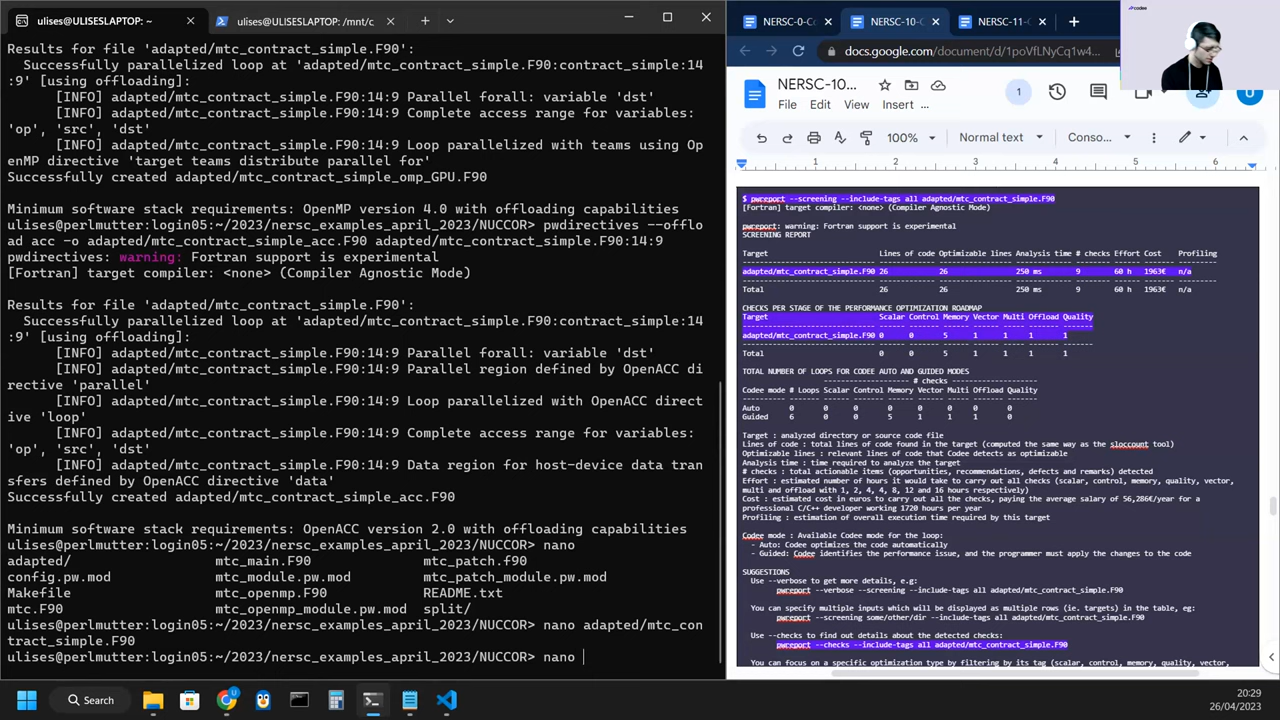 ulises@ULISESLAPTOP: ~
ulises@ULISESLAPTOP: /mnt/c
Results for file 'adapted/mtc_contract_simple.F90':
Successfully parallelized loop 'adapted/mtc_contract_simple.F90:contract_simple:14
:9' [using offloading]:
[INFO] adapted/mtc_contract_simple.F90:14:9 Parallel forall: variable 'dst'
[INFO] adapted/mtc_contract_simple.F90:14:9 Complete access range for variables:
'op', 'src', 'dst'
[INFO] adapted/mtc_contract_simple.F90:14:9 Loop parallelized with teams using Op
enMP directive 'target teams distribute parallel for'
Successfully created adapted/mtc_contract_simple_omp_GPU.F90
Minimum software stack requirements: OpenMP version 4.0 with offloading capabilities
ulises@perlmutter:login05:~/2023/nersc_examples_april_2023/NUCCOR> pwdirectives --offlo
ad acc adapted/mtc_contract_simple.F90:14:9
pwdirectives: warning: Fortran support is experimental
[Fortran] target compiler: <none> (Compiler Agnostic Mode)
Results for file 'adapted/mtc_contract_simple.F90':
Successfully parallelized loop 'adapted/mtc_contract_simple.F90:contract_simple:14
:9' [using offloading without teams]:
[INFO] adapted/mtc_contract_simple.F90:14:9 Parallel forall: variable 'dst'
[INFO] adapted/mtc_contract_simple.F90:14:9 Parallel region defined by OpenACC di
rective 'parallel'
[INFO] adapted/mtc_contract_simple.F90:14:9 Loop parallelized with OpenACC direct
ive 'loop'
[INFO] adapted/mtc_contract_simple.F90:14:9 Complete access range for variables:
'op', 'src', 'dst'
[INFO] adapted/mtc_contract_simple.F90:14:9 Data region for host-device data tran
sfers defined by OpenACC directive 'data'
Successfully created adapted/mtc_contract_simple_acc.F90
Minimum software stack requirements: OpenACC version 2.0 with offloading capabilities
ulises@perlmutter:login05:~/2023/nersc_examples_april_2023/NUCCOR> nano
adapted/ mtc_module.F90 mtc_patch.F90
config.pw.mod mtc_module.pw.mod mtc_patch_module.pw.mod
Makefile mtc_openmp.F90 README.txt
mtc.F90 mtc_openmp_module.pw.mod split/
ulises@perlmutter:login05:~/2023/nersc_examples_april_2023/NUCCOR> nano adapted/mtc_con
tract_simple.F90
ulises@perlmutter:login05:~/2023/nersc_examples_april_2023/NUCCOR> nano
NERSC-0-Co
NERSC-10-C
NERSC-11-C
docs.google.com/document/d/1poVfLNyCq1w4...
codee
NERSC-10...
File Edit View Insert ...
1
U
100% Normal text Conso...
1 2 3 4 5 6
$ pwreport --screening --include-tags all adapted/mtc_contract_simple.F90
[Fortran] target compiler: <none> (Compiler Agnostic Mode)
pwreport: warning: Fortran support is experimental
SCREENING REPORT
Target Lines of code Optimizable lines Analysis time # checks Effort Cost Profiling
adapted/mtc_contract_simple.F90 26 26 250 ms 9 60 h 1963€ n/a
Total 26 26 250 ms 9 60 h 1963€ n/a
CHECKS PER STAGE OF THE PERFORMANCE OPTIMIZATION ROADMAP
Target Scalar Control Memory Vector Multi Offload Quality
adapted/mtc_contract_simple.F90 0 0 5 1 1 1 1
Total 0 0 5 1 1 1 1
TOTAL NUMBER OF LOOPS FOR CODEE AUTO AND GUIDED MODES
# checks
Codee mode # Loops Scalar Control Memory Vector Multi Offload Quality
Auto 0 0 0 0 0 0 0 0
Guided 6 0 0 5 1 1 1 0
Target : analyzed directory or source code file
Lines of code : total lines of code found in the target (computed the same way as the sloccount tool)
Optimizable lines : relevant lines of code that Codee detects as optimizable
Analysis time : time required to analyze the target
# checks : total actionable items (opportunities, recommendations, defects and remarks) detected
Effort : estimated number of hours it would take to carry out all checks (scalar, control, memory, quality, vector,
multi and offload with 1, 2, 4, 4, 8, 12 and 16 hours respectively)
Cost : estimated cost in euros to carry out all the checks, paying the average salary of 56,286€/year for a
professional C/C++ developer working 1720 hours per year
Profiling : estimation of overall execution time required by this target
Codee mode : Available Codee mode for the loop:
- Auto: Codee optimizes the code automatically
- Guided: Codee identifies the performance issue, and the programmer must apply the changes to the code
SUGGESTIONS
Use --verbose to get more details, e.g:
pwreport --verbose --screening --include-tags all adapted/mtc_contract_simple.F90
You can specify multiple inputs which will be displayed as multiple rows (ie. targets) in the table, eg:
pwreport --screening some/other/dir --include-tags all adapted/mtc_contract_simple.F90
Use --checks to find out details about the detected checks:
pwreport --checks --include-tags all adapted/mtc_contract_simple.F90
You can focus on a specific optimization type by filtering by its tag (scalar, control, memory, quality, vector,
Search
20:29
26/04/2023